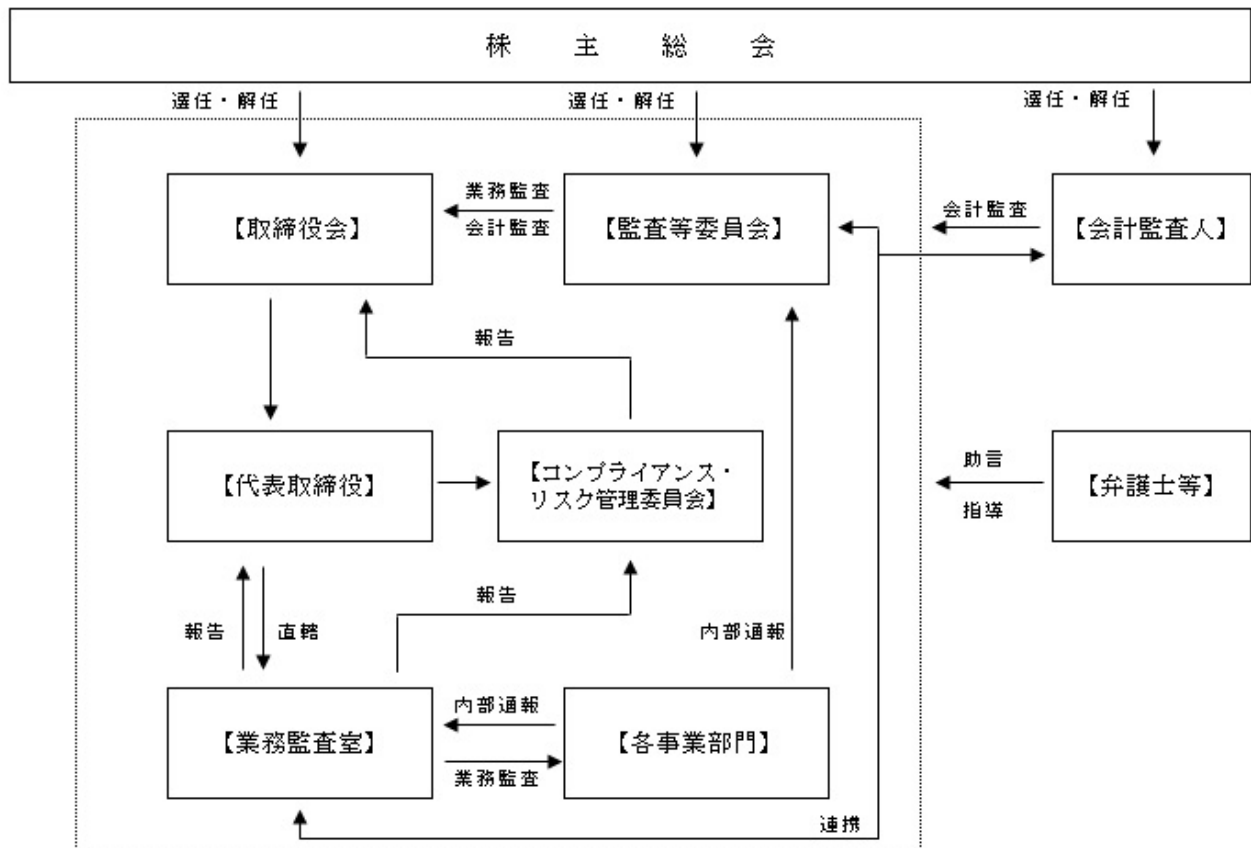 株主総会
選任・解任
選任・解任
選任・解任
【取締役会】
業務監査
会計監査
【監査等委員会】
会計監査
【会計監査人】
報告
【代表取締役】
【コンプライアンス・
リスク管理委員会】
助言
指導
【弁護士等】
報告
直轄
報告
内部通報
【業務監査室】
内部通報
業務監査
【各事業部門】
連携